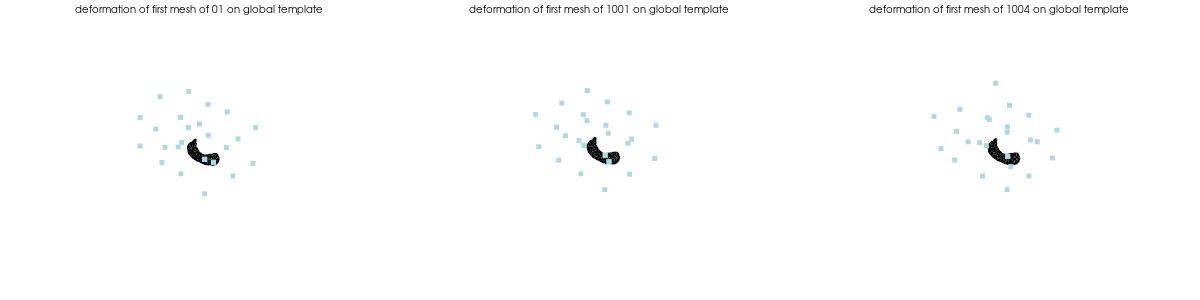 deformation of first mesh of 01 on global template
deformation of first mesh of 1001 on global template
deformation of first mesh of 1004 on global template